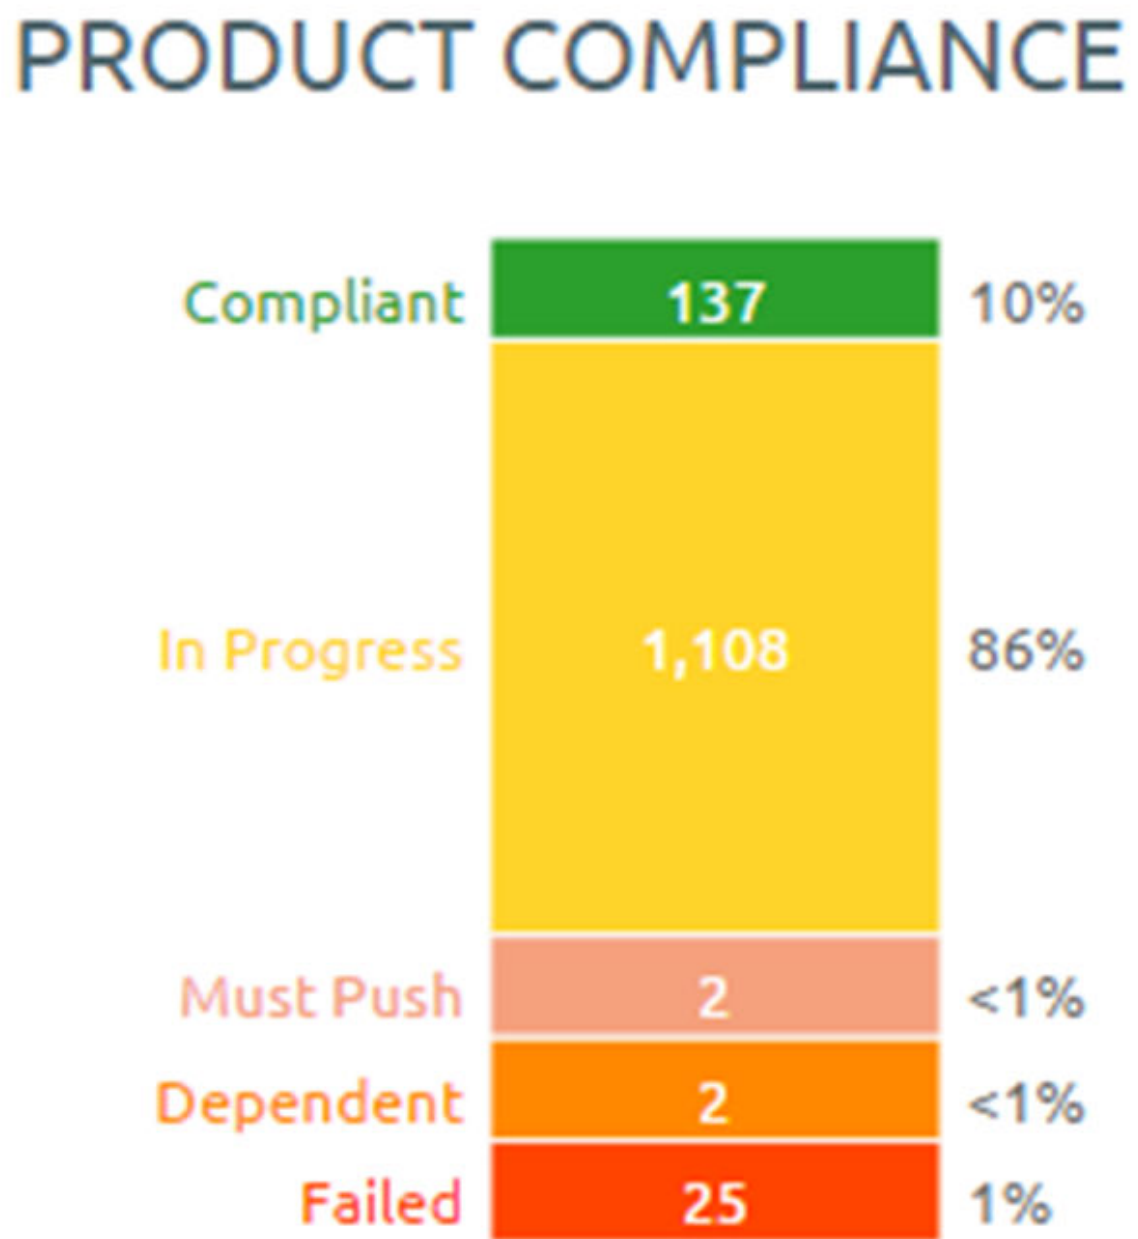 PRODUCT COMPLIANCE
Compliant 137 10%
In Progress 1,108 86%
Must Push 2 <1%
Dependent 2 <1%
Failed 25 1%